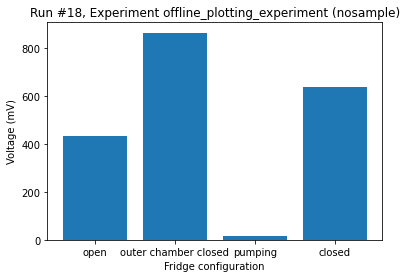 Run #18, Experiment offline_plotting_experiment (nosample)
Voltage (mV)
800
600
400
200
0
open outer chamber closed pumping closed
Fridge configuration